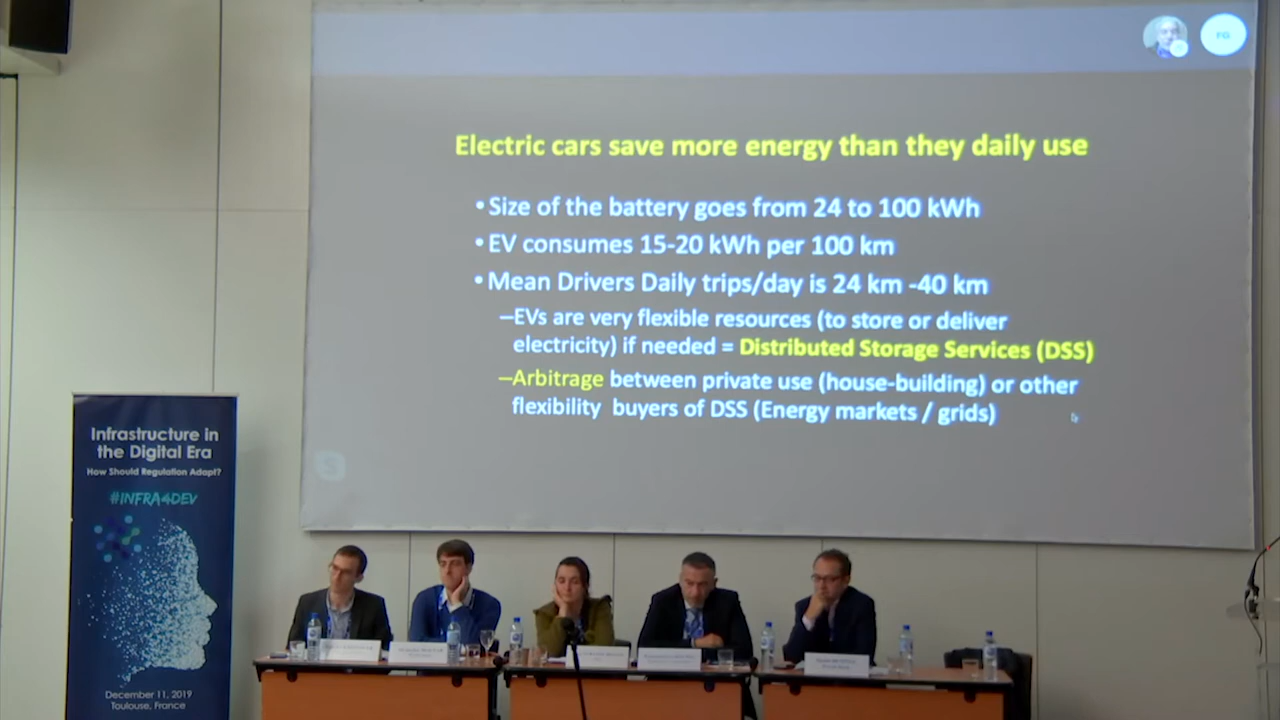 FG
Electric cars save more energy than they daily use
•Size of the battery goes from 24 to 100 kWh
•EV consumes 15-20 kWh per 100 km
•Mean Drivers Daily trips/day is 24 km -40 km
–EVs are very flexible resources (to store or deliver
electricity) if needed = Distributed Storage Services (DSS)
–Arbitrage between private use (house-building) or other
flexibility buyers of DSS (Energy markets / grids)
Infrastructure in
the Digital Era
How Should Regulation Adapt?
#INFRA4DEV
December 11, 2019
Toulouse, France